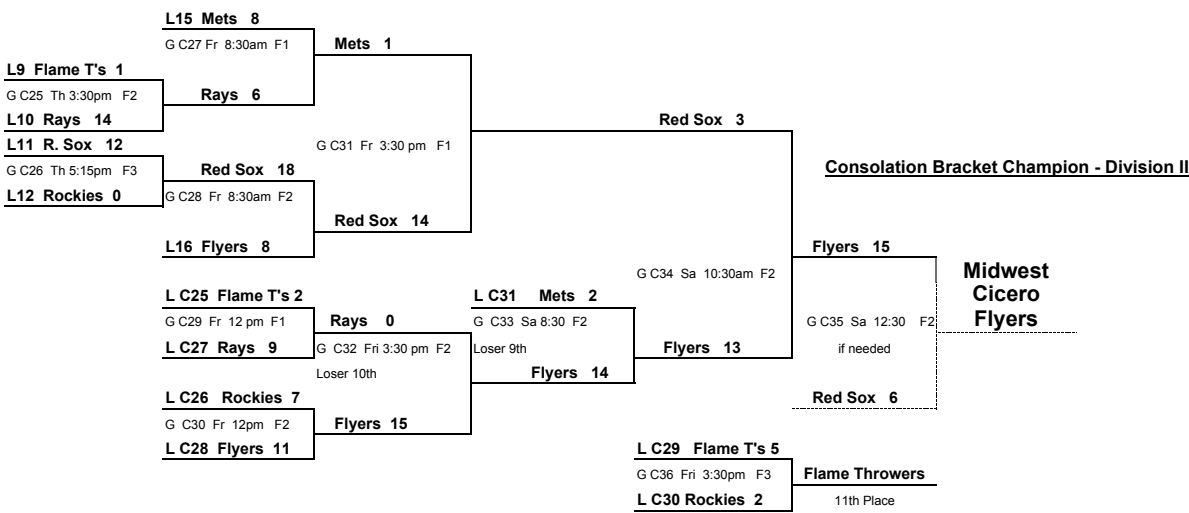 L15 Mets 8
G C27 Fr 8:30am F1
Mets 1
L9 Flame T's 1
G C25 Th 3:30pm F2
Rays 6
L10 Rays 14
Red Sox 3
L11 R. Sox 12
G C31 Fr 3:30 pm F1
G C26 Th 5:15pm F3
Red Sox 18
Consolation Bracket Champion - Division II
L12 Rockies 0
G C28 Fr 8:30am F2
Red Sox 14
L16 Flyers 8
Flyers 15
G C34 Sa 10:30am F2
Midwest
Cicero
Flyers
L C25 Flame T's 2
L C31 Mets 2
G C29 Fr 12 pm F1
Rays 0
G C33 Sa 8:30 F2
G C35 Sa 12:30 F2
L C27 Rays 9
G C32 Fri 3:30 pm F2
Loser 9th
Flyers 13
if needed
Loser 10th
Flyers 14
L C26 Rockies 7
Red Sox 6
G C30 Fr 12pm F2
Flyers 15
L C28 Flyers 11
L C29 Flame T's 5
G C36 Fri 3:30pm F3
Flame Throwers
L C30 Rockies 2
11th Place